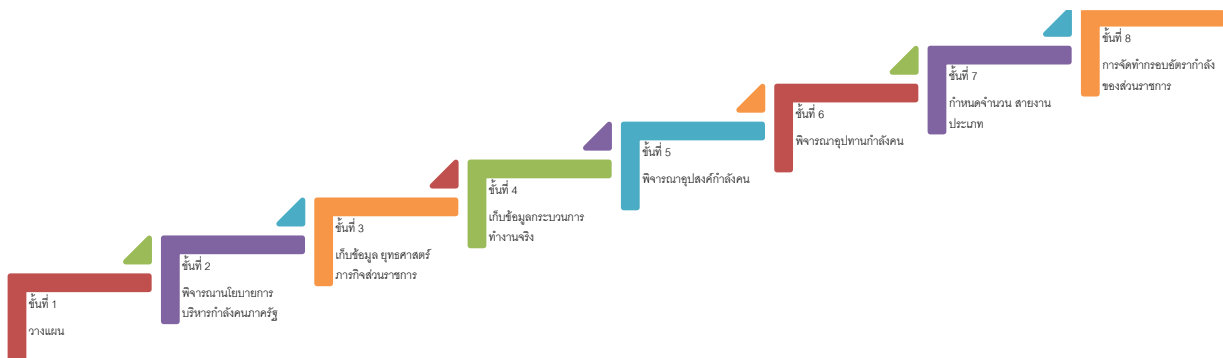 ขั้นที่ 1
วางแผน
ขั้นที่ 2
พิจารณานโยบายการ
บริหารกำลังคนภาครัฐ
ขั้นที่ 3
เก็บข้อมูล ยุทธศาสตร์
ภารกิจส่วนราชการ
ขั้นที่ 4
เก็บข้อมูลกระบวนการ
ทำงานจริง
ขั้นที่ 5
พิจารณาอุปสงค์กำลังคน
ขั้นที่ 6
พิจารณาอุปทานกำลังคน
ขั้นที่ 7
กำหนดจำนวน สายงาน
ประเภท
ขั้นที่ 8
การจัดทำกรอบอัตรากำลัง
ของส่วนราชการ